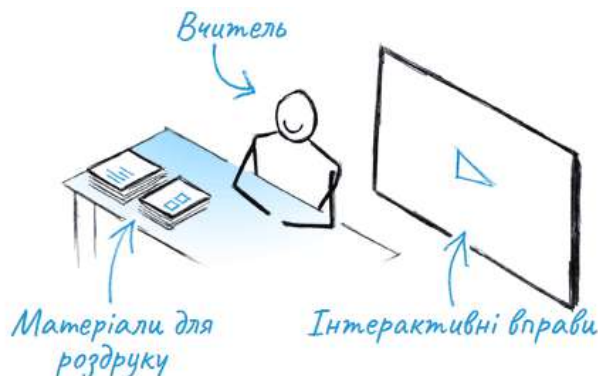 Вчитель
Матеріали для
роздруку
Інтерактивні вправи